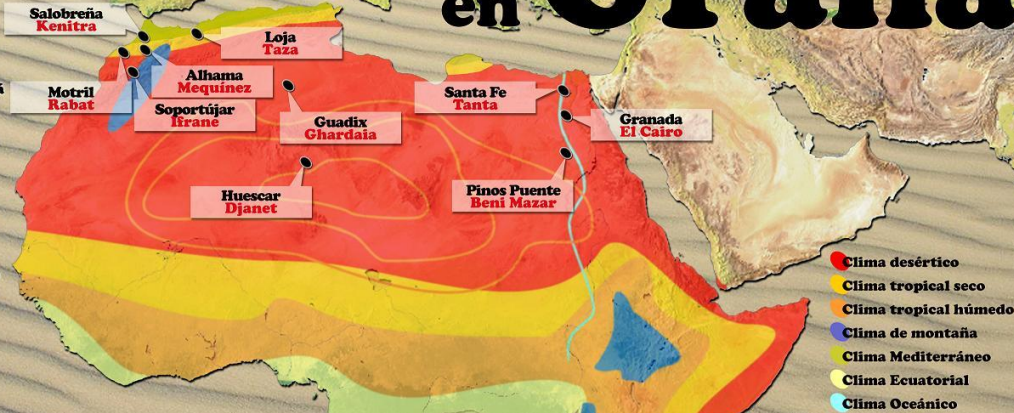 en
Salobreña
Kenitra
Loja
Taza
Alhama
Mequínez
Motril
Rabat
Soportújar
Ifrane
Guadix
Ghardaia
Santa Fe
Tanta
Granada
El Cairo
Huescar
Djanet
Pinos Puente
Beni Mazar
Clima desértico
Clima tropical seco
Clima tropical húmedo
Clima de montaña
Clima Mediterráneo
Clima Ecuatorial
Clima Oceánico